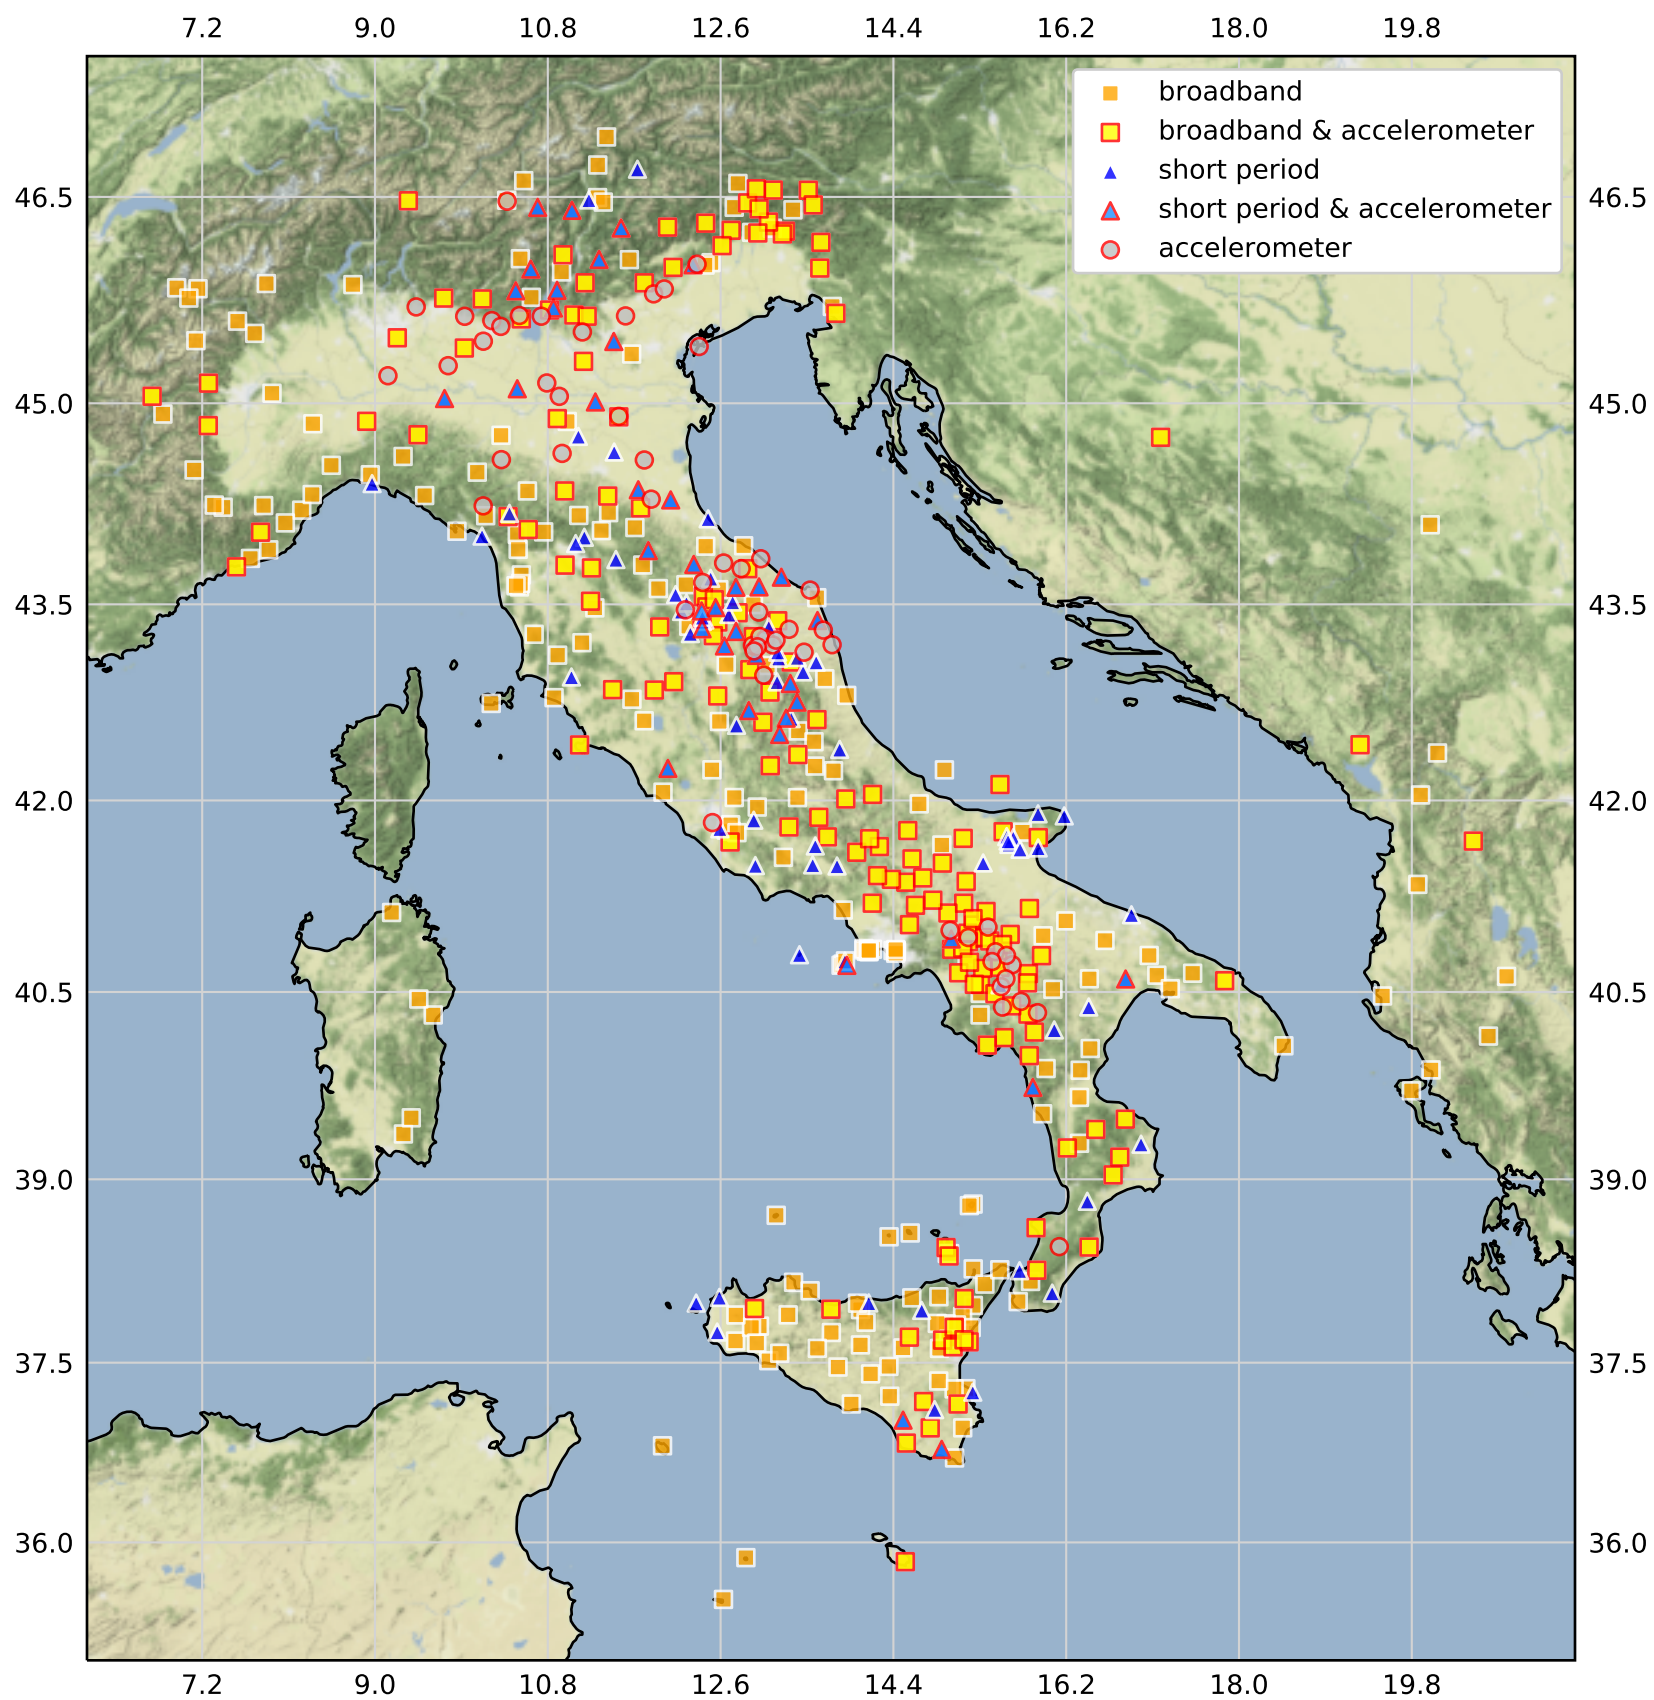 7.2 9.0 10.8 12.6 14.4 16.2 18.0 19.8
broadband
broadband & accelerometer
short period
short period & accelerometer
accelerometer
46.5 46.5
45.0 45.0
43.5 43.5
42.0 42.0
40.5 40.5
39.0 39.0
37.5 37.5
36.0 36.0
7.2 9.0 10.8 12.6 14.4 16.2 18.0 19.8